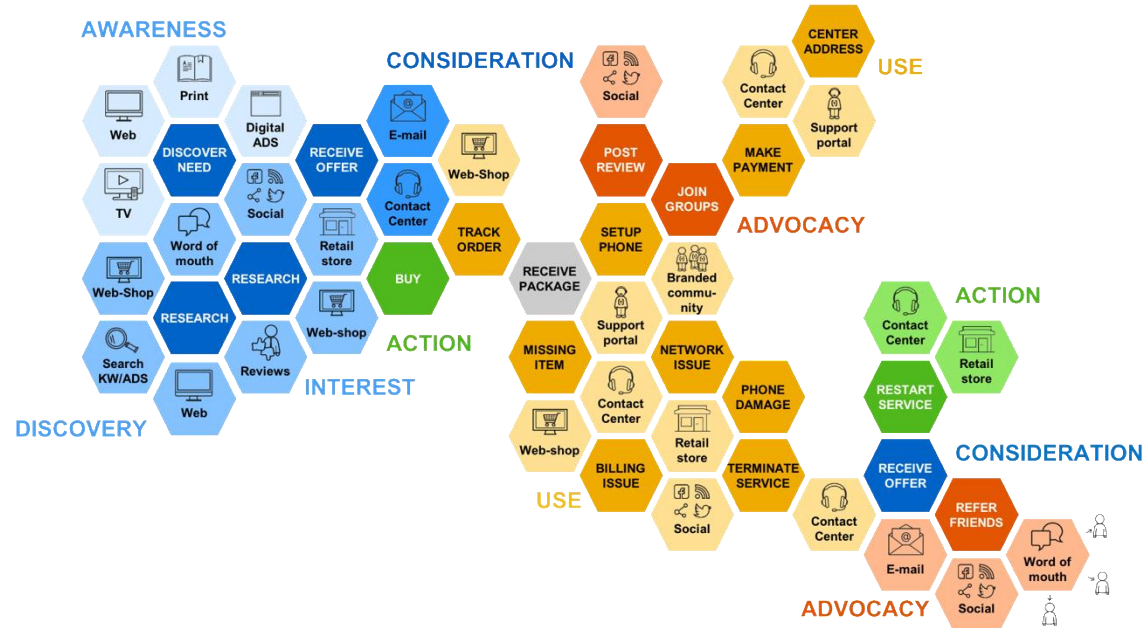 AWARENESS
Print
Web
Digital
ADS
DISCOVER
NEED
RECEIVE
OFFER
CONSIDERATION
E-mail
Web-Shop
TV
Social
Contact
Center
Word of
mouth
Retail
store
TRACK
ORDER
Web-Shop
RESEARCH
BUY
RESEARCH
Web-shop
ACTION
Search
KW/ADS
Reviews
INTEREST
Web
DISCOVERY
Social
POST
REVIEW
JOIN
GROUPS
ADVOCACY
CENTER
ADDRESS
USE
Contact
Center
Support
portal
MAKE
PAYMENT
SETUP
PHONE
RECEIVE
PACKAGE
Branded
commu-
nity
Support
portal
MISSING
ITEM
NETWORK
ISSUE
Contact
Center
PHONE
DAMAGE
Web-shop
Retail
store
BILLING
ISSUE
TERMINATE
SERVICE
USE
Social
Contact
Center
ACTION
Contact
Center
Retail
store
RESTART
SERVICE
CONSIDERATION
RECEIVE
OFFER
REFER
FRIENDS
E-mail
Word of
mouth
Social
ADVOCACY